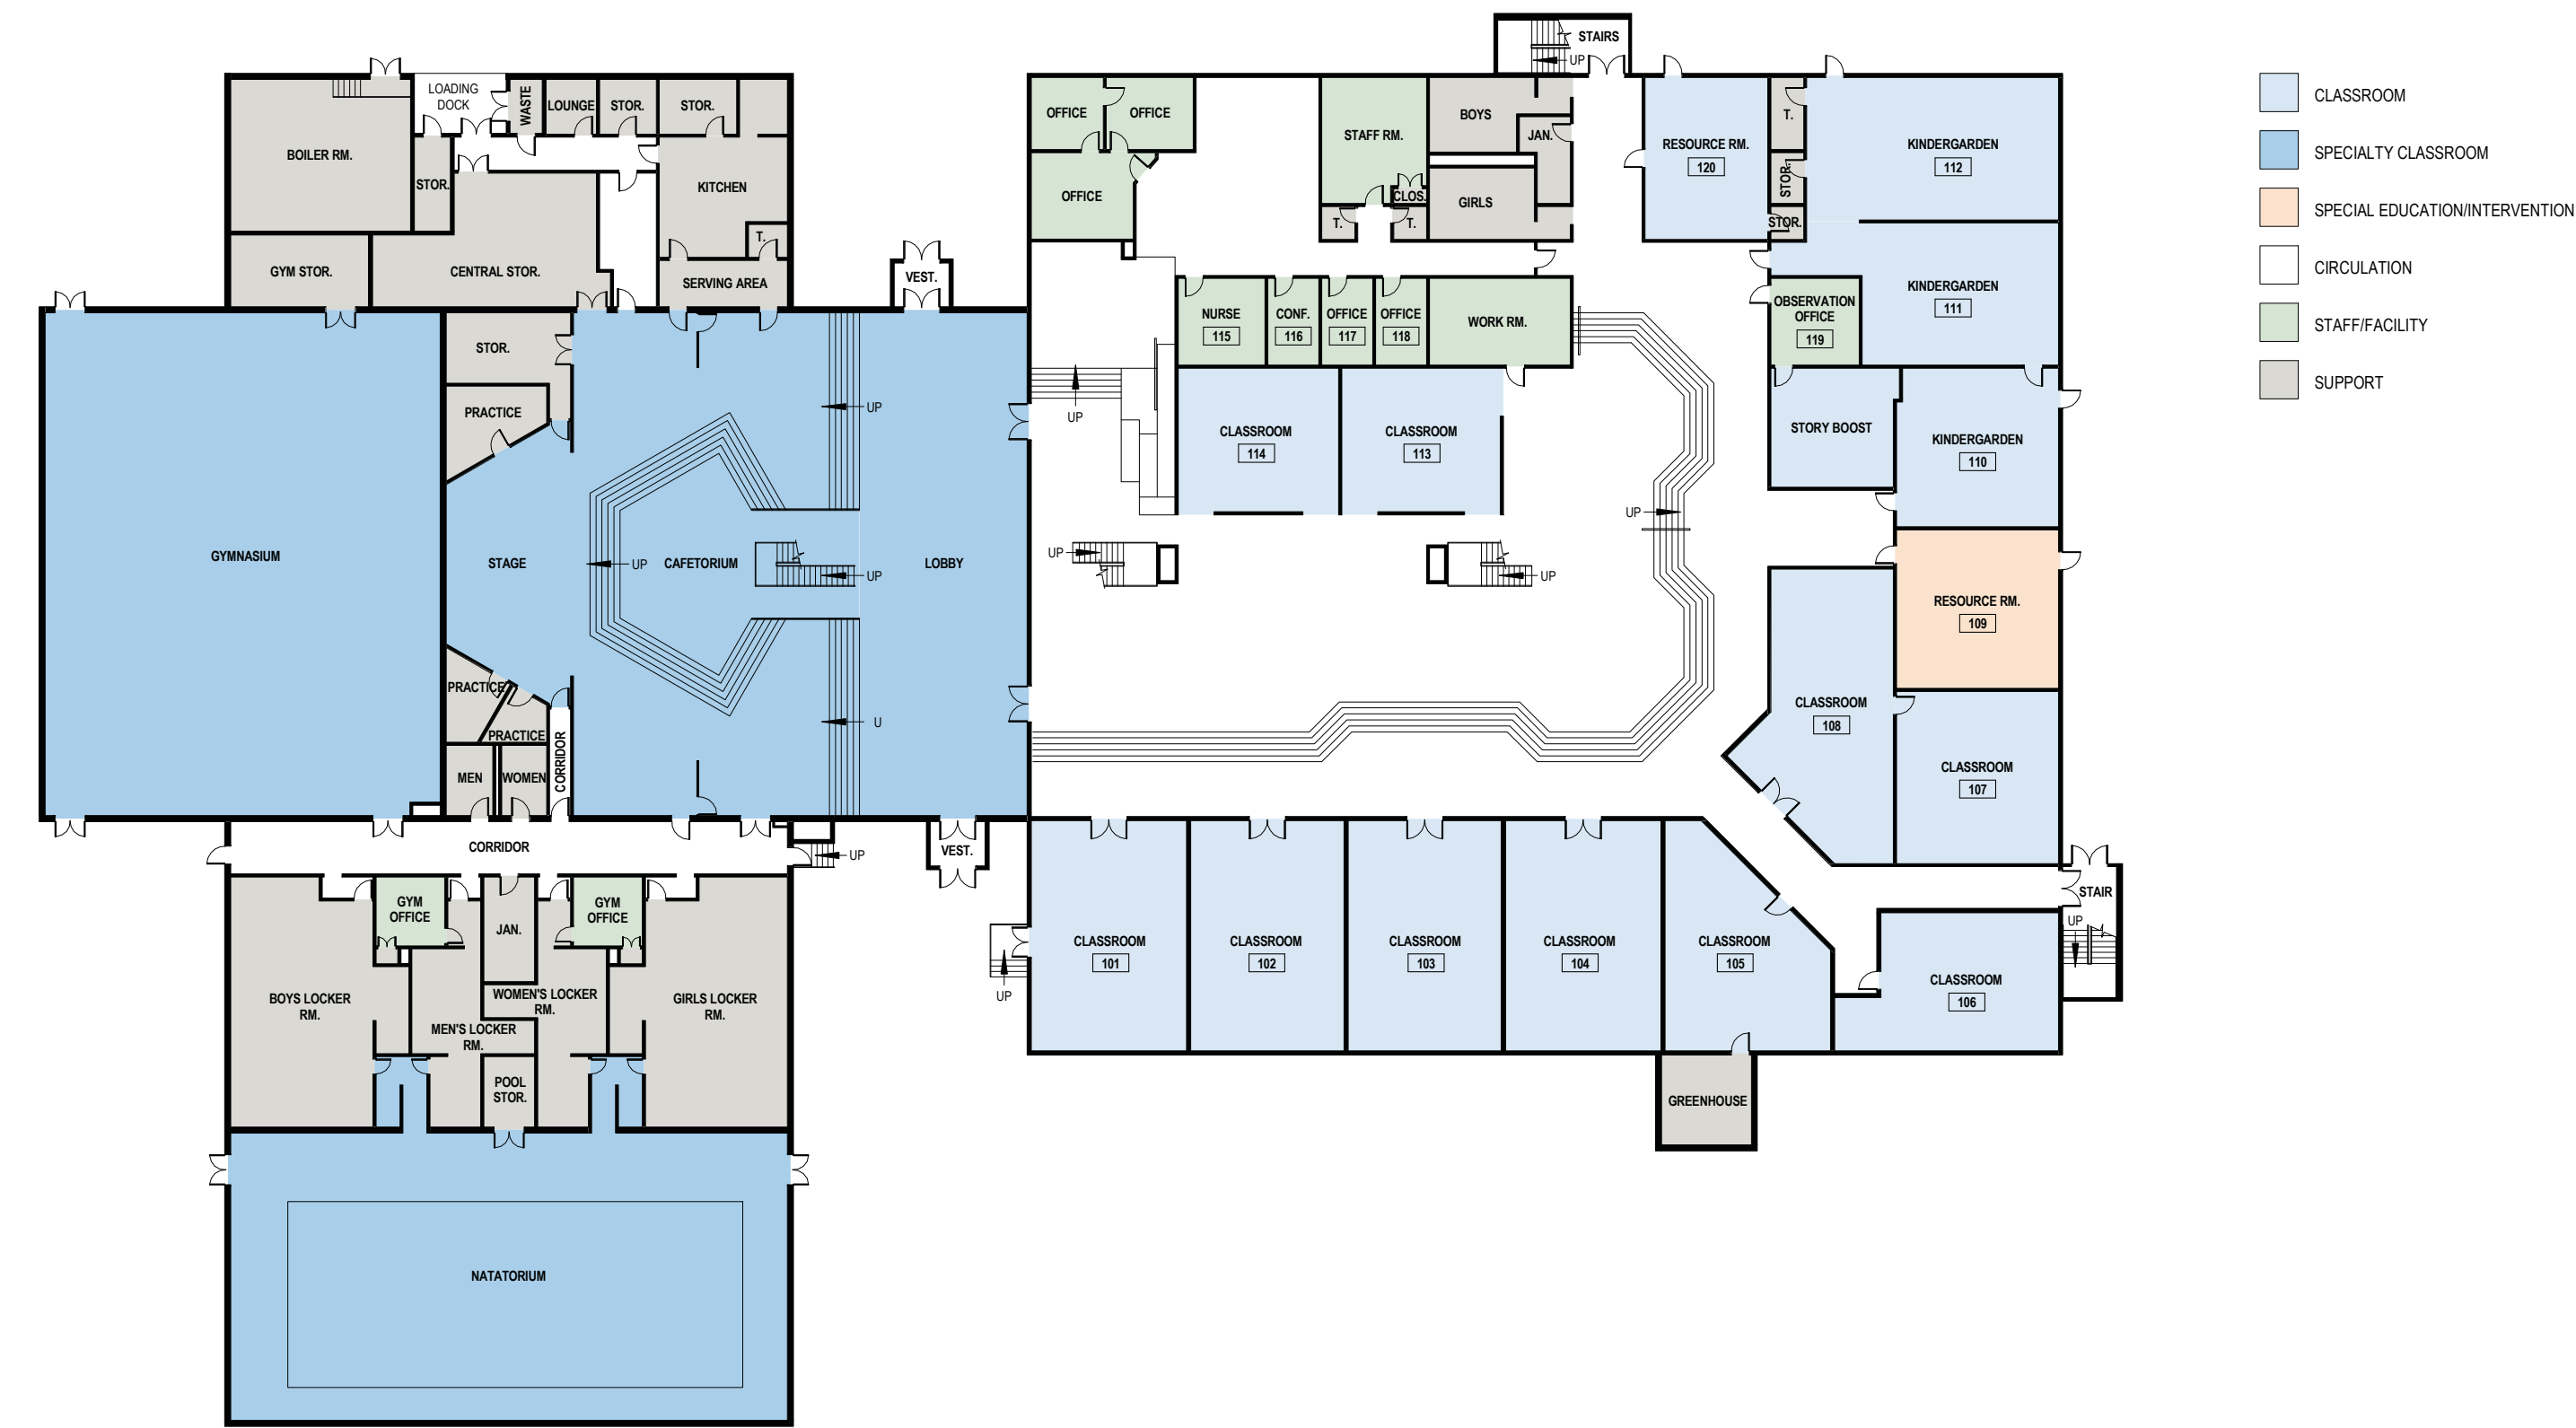 STAIRS
UP
LOADING
DOCK
WASTE
LOUNGE
STOR.
STOR.
BOILER RM.
STOR.
KITCHEN
T.
GYM STOR.
CENTRAL STOR.
SERVING AREA
VEST.
OFFICE
OFFICE
OFFICE
STAFF RM.
CLOS.
T.
T.
BOYS
JAN.
GIRLS
RESOURCE RM.
120
T.
STOR.
STOR.
KINDERGARDEN
112
KINDERGARDEN
111
OBSERVATION
OFFICE
119
NURSE
115
CONF.
116
OFFICE
117
OFFICE
118
WORK RM.
STOR.
PRACTICE
UP
UP
CLASSROOM
114
CLASSROOM
113
STORY BOOST
KINDERGARDEN
110
UP
GYMNASIUM
STAGE
UP
CAFETORIUM
UP
LOBBY
UP
UP
RESOURCE RM.
109
PRACTICE
PRACTICE
U
MEN
WOMEN
CORRIDOR
CLASSROOM
108
CLASSROOM
107
CORRIDOR
UP
VEST.
STAIR
UP
GYM
OFFICE
JAN.
GYM
OFFICE
BOYS LOCKER
RM.
MEN'S LOCKER
RM.
WOMEN'S LOCKER
RM.
GIRLS LOCKER
RM.
POOL
STOR.
UP
CLASSROOM
101
CLASSROOM
102
CLASSROOM
103
CLASSROOM
104
CLASSROOM
105
CLASSROOM
106
GREENHOUSE
NATATORIUM
CLASSROOM
SPECIALTY CLASSROOM
SPECIAL EDUCATION/INTERVENTION
CIRCULATION
STAFF/FACILITY
SUPPORT